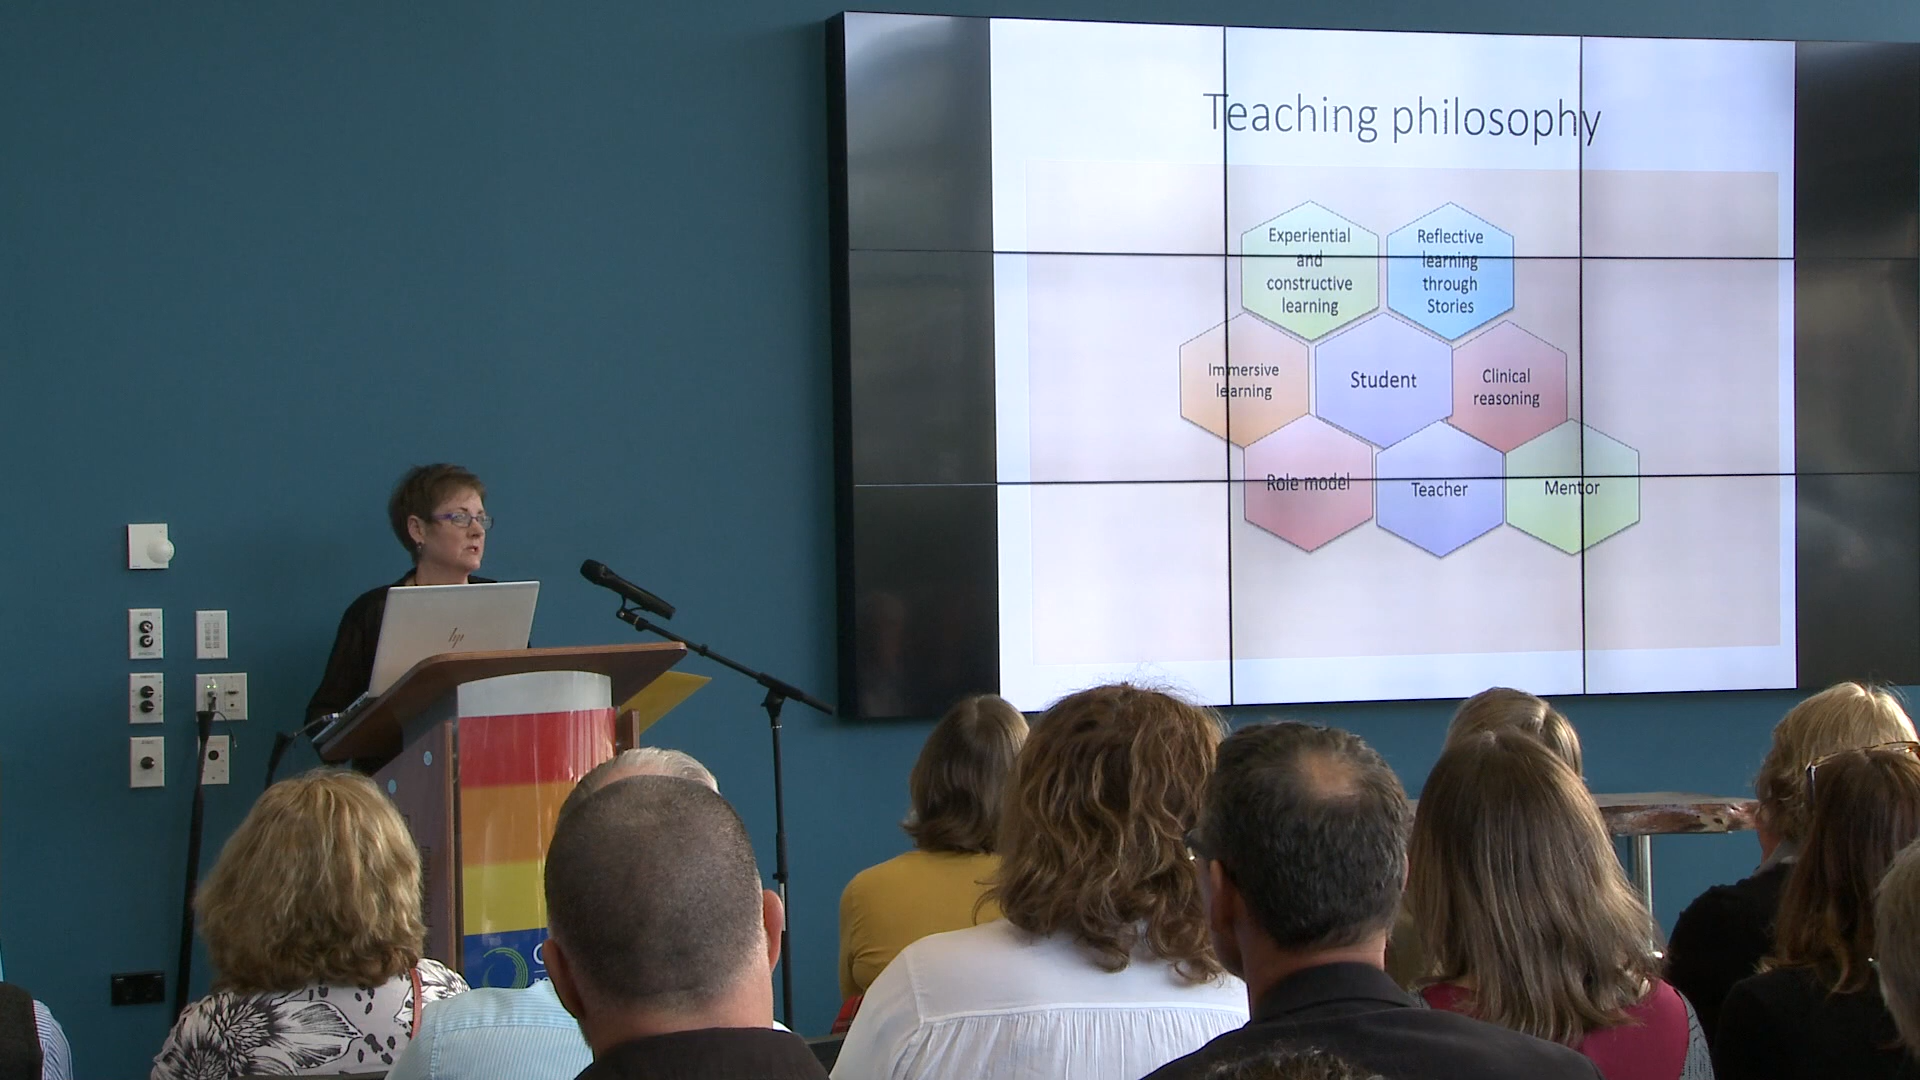 Teaching philosophy
Experiential
and
constructive
learning
Reflective
learning
through
Stories
Immersive
learning
Student
Clinical
reasoning
Role model
Teacher
Mentor
hp